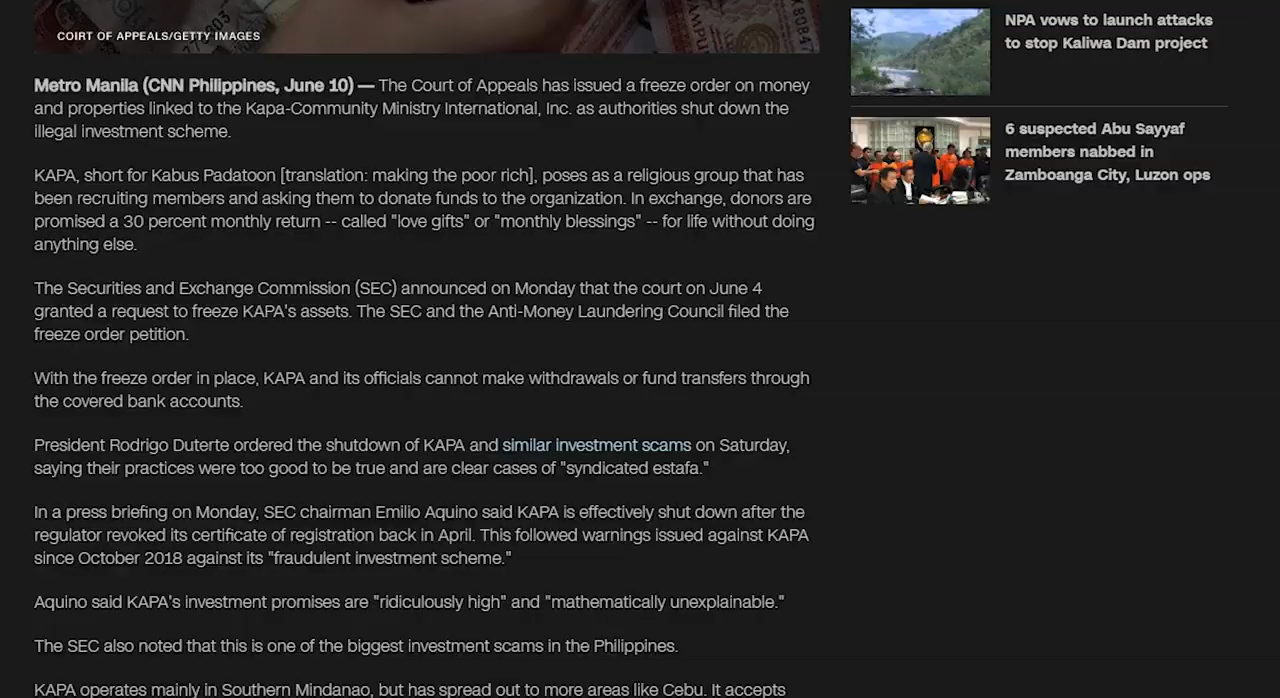 COIRT OF APPEALS/GETTY IMAGES
Metro Manila (CNN Philippines, June 10) — The Court of Appeals has issued a freeze order on money
and properties linked to the Kapa-Community Ministry International, Inc. as authorities shut down the
illegal investment scheme.
KAPA, short for Kabus Padatoon [translation: making the poor rich], poses as a religious group that has
been recruiting members and asking them to donate funds to the organization. In exchange, donors are
promised a 30 percent monthly return -- called "love gifts" or "monthly blessings" -- for life without doing
anything else.
The Securities and Exchange Commission (SEC) announced on Monday that the court on June 4
granted a request to freeze KAPA's assets. The SEC and the Anti-Money Laundering Council filed the
freeze order petition.
With the freeze order in place, KAPA and its officials cannot make withdrawals or fund transfers through
the covered bank accounts.
President Rodrigo Duterte ordered the shutdown of KAPA and similar investment scams on Saturday,
saying their practices were too good to be true and are clear cases of "syndicated estafa."
In a press briefing on Monday, SEC chairman Emilio Aquino said KAPA is effectively shut down after the
regulator revoked its certificate of registration back in April. This followed warnings issued against KAPA
since October 2018 against its "fraudulent investment scheme."
Aquino said KAPA's investment promises are "ridiculously high" and "mathematically unexplainable."
The SEC also noted that this is one of the biggest investment scams in the Philippines.
KAPA operates mainly in Southern Mindanao, but has spread out to more areas like Cebu. It accepts
NPA vows to launch attacks
to stop Kaliwa Dam project
6 suspected Abu Sayyaf
members nabbed in
Zamboanga City, Luzon ops